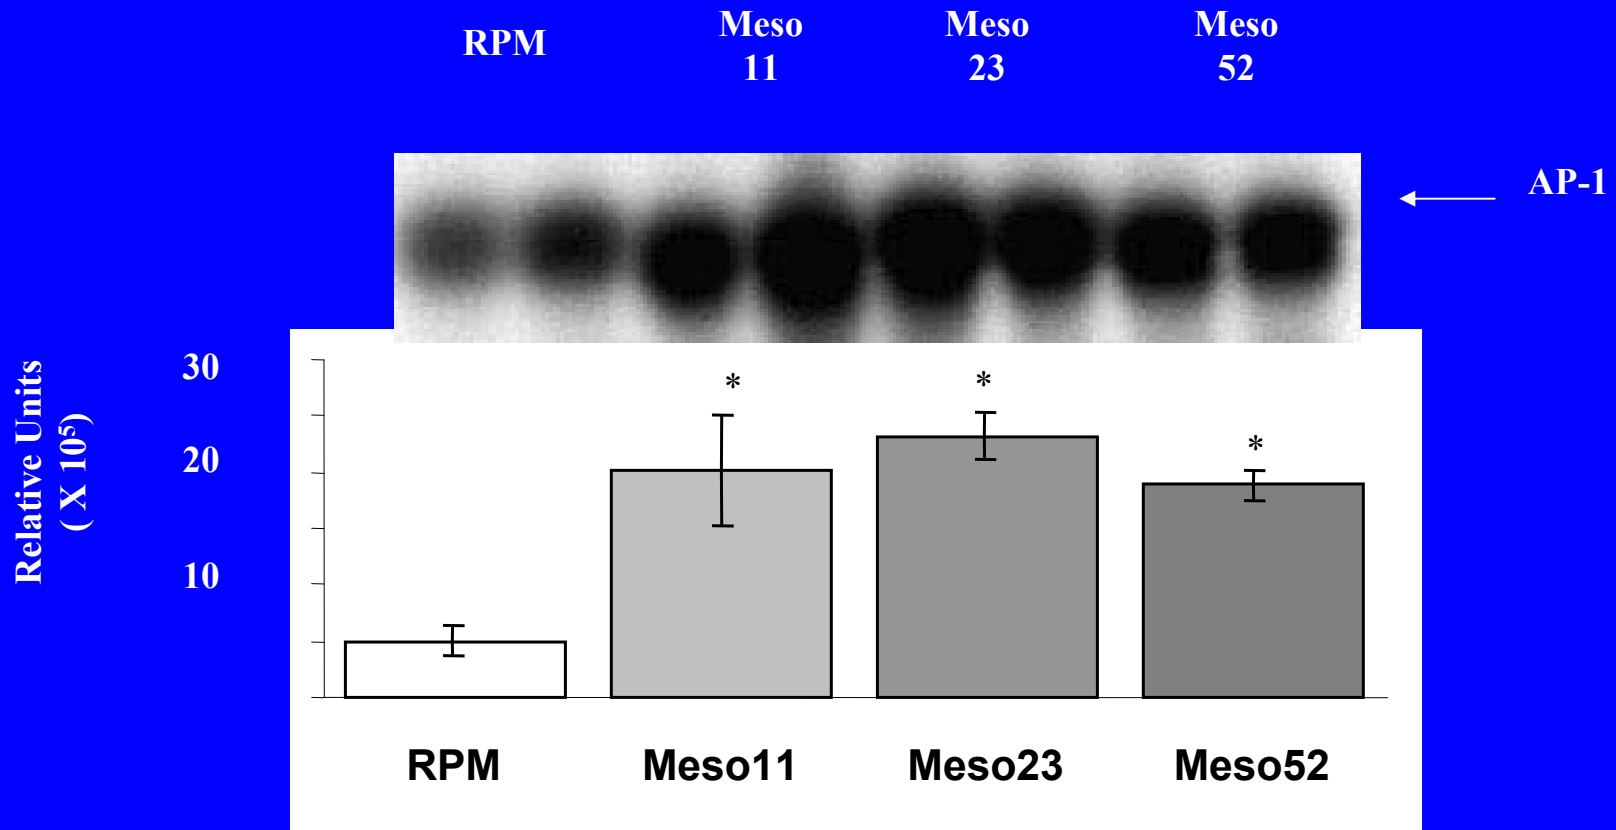 RPM
Meso
11
Meso
23
Meso
52
AP-1
30
20
10
Relative Units
( X 10⁵)
*
*
*
RPM Meso11 Meso23 Meso52